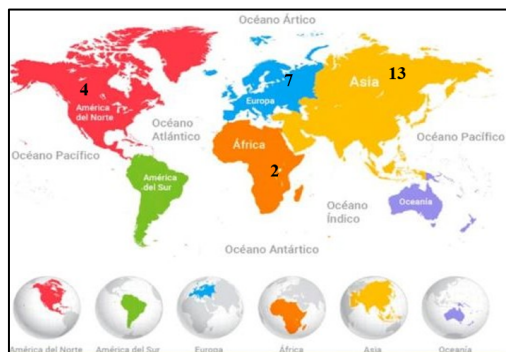 Océano Ártico
4
América
del Norte
7
Europa
Asia
13
Océano
Atlántico
Océano Pacífico
Océano Pacífico
África
2
América
del Sur
Océano
Índico
Oceanía
Océano Antártico
América del Norte
América del Sur
Europa
África
Asia
Oceanía